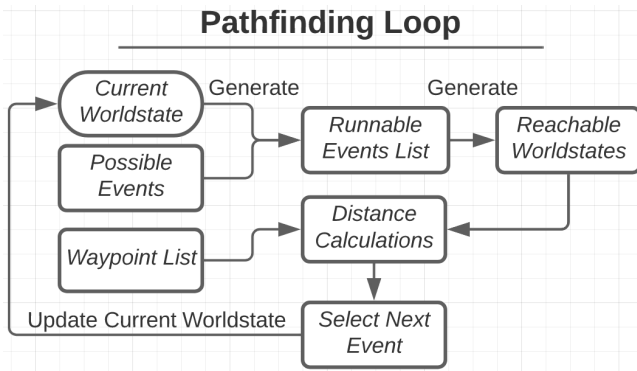 Pathfinding Loop
Current
Worldstate
Generate
Generate
Runnable
Events List
Reachable
Worldstates
Possible
Events
Waypoint List
Distance
Calculations
Update Current Worldstate
Select Next
Event